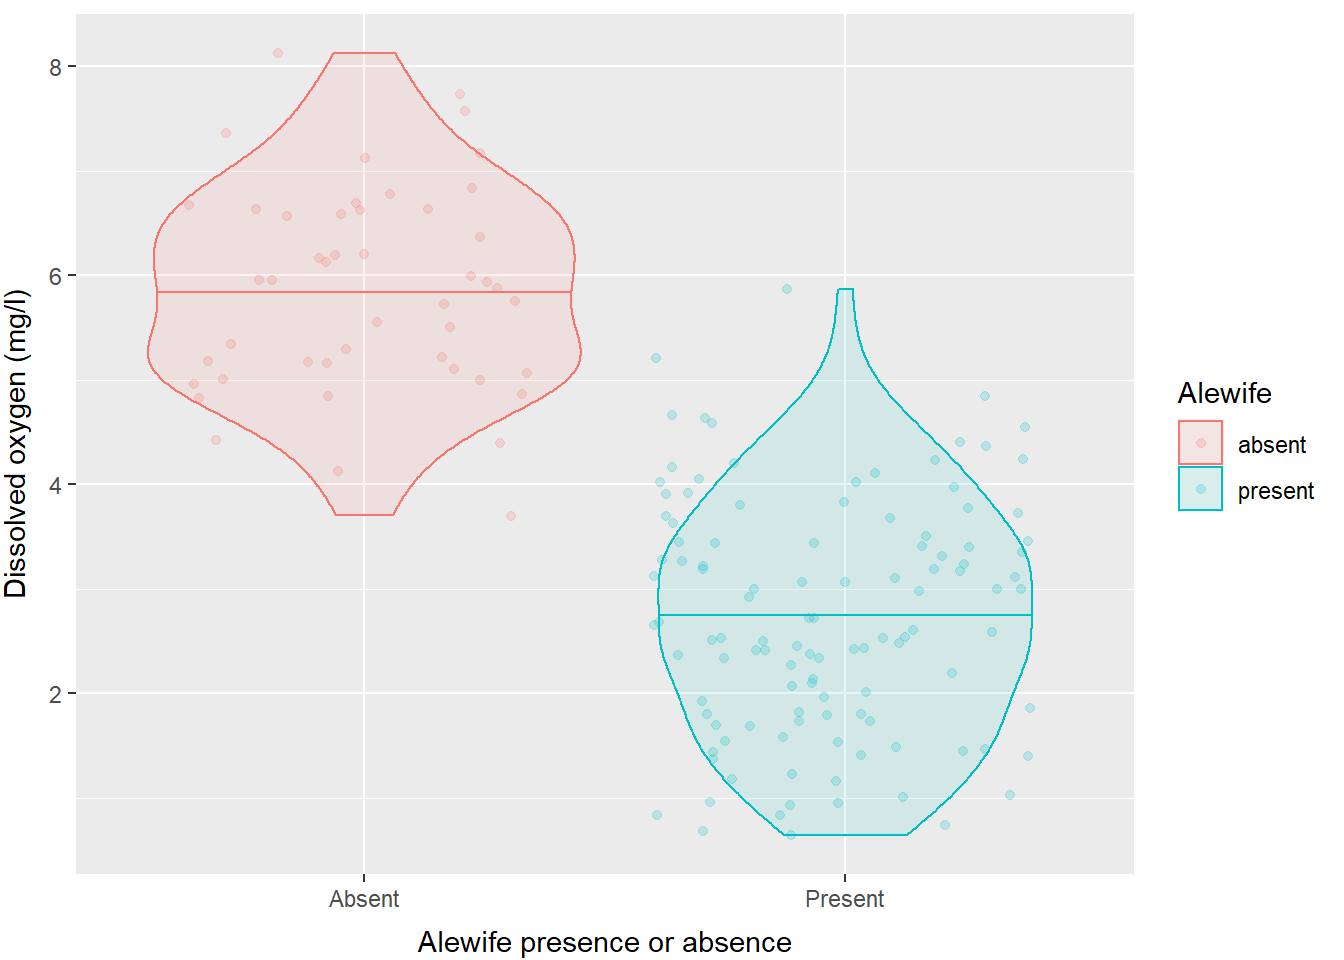 Dissolved oxygen (mg/l)
8
6
4
2
Absent
Present
Alewife presence or absence
Alewife
absent
present